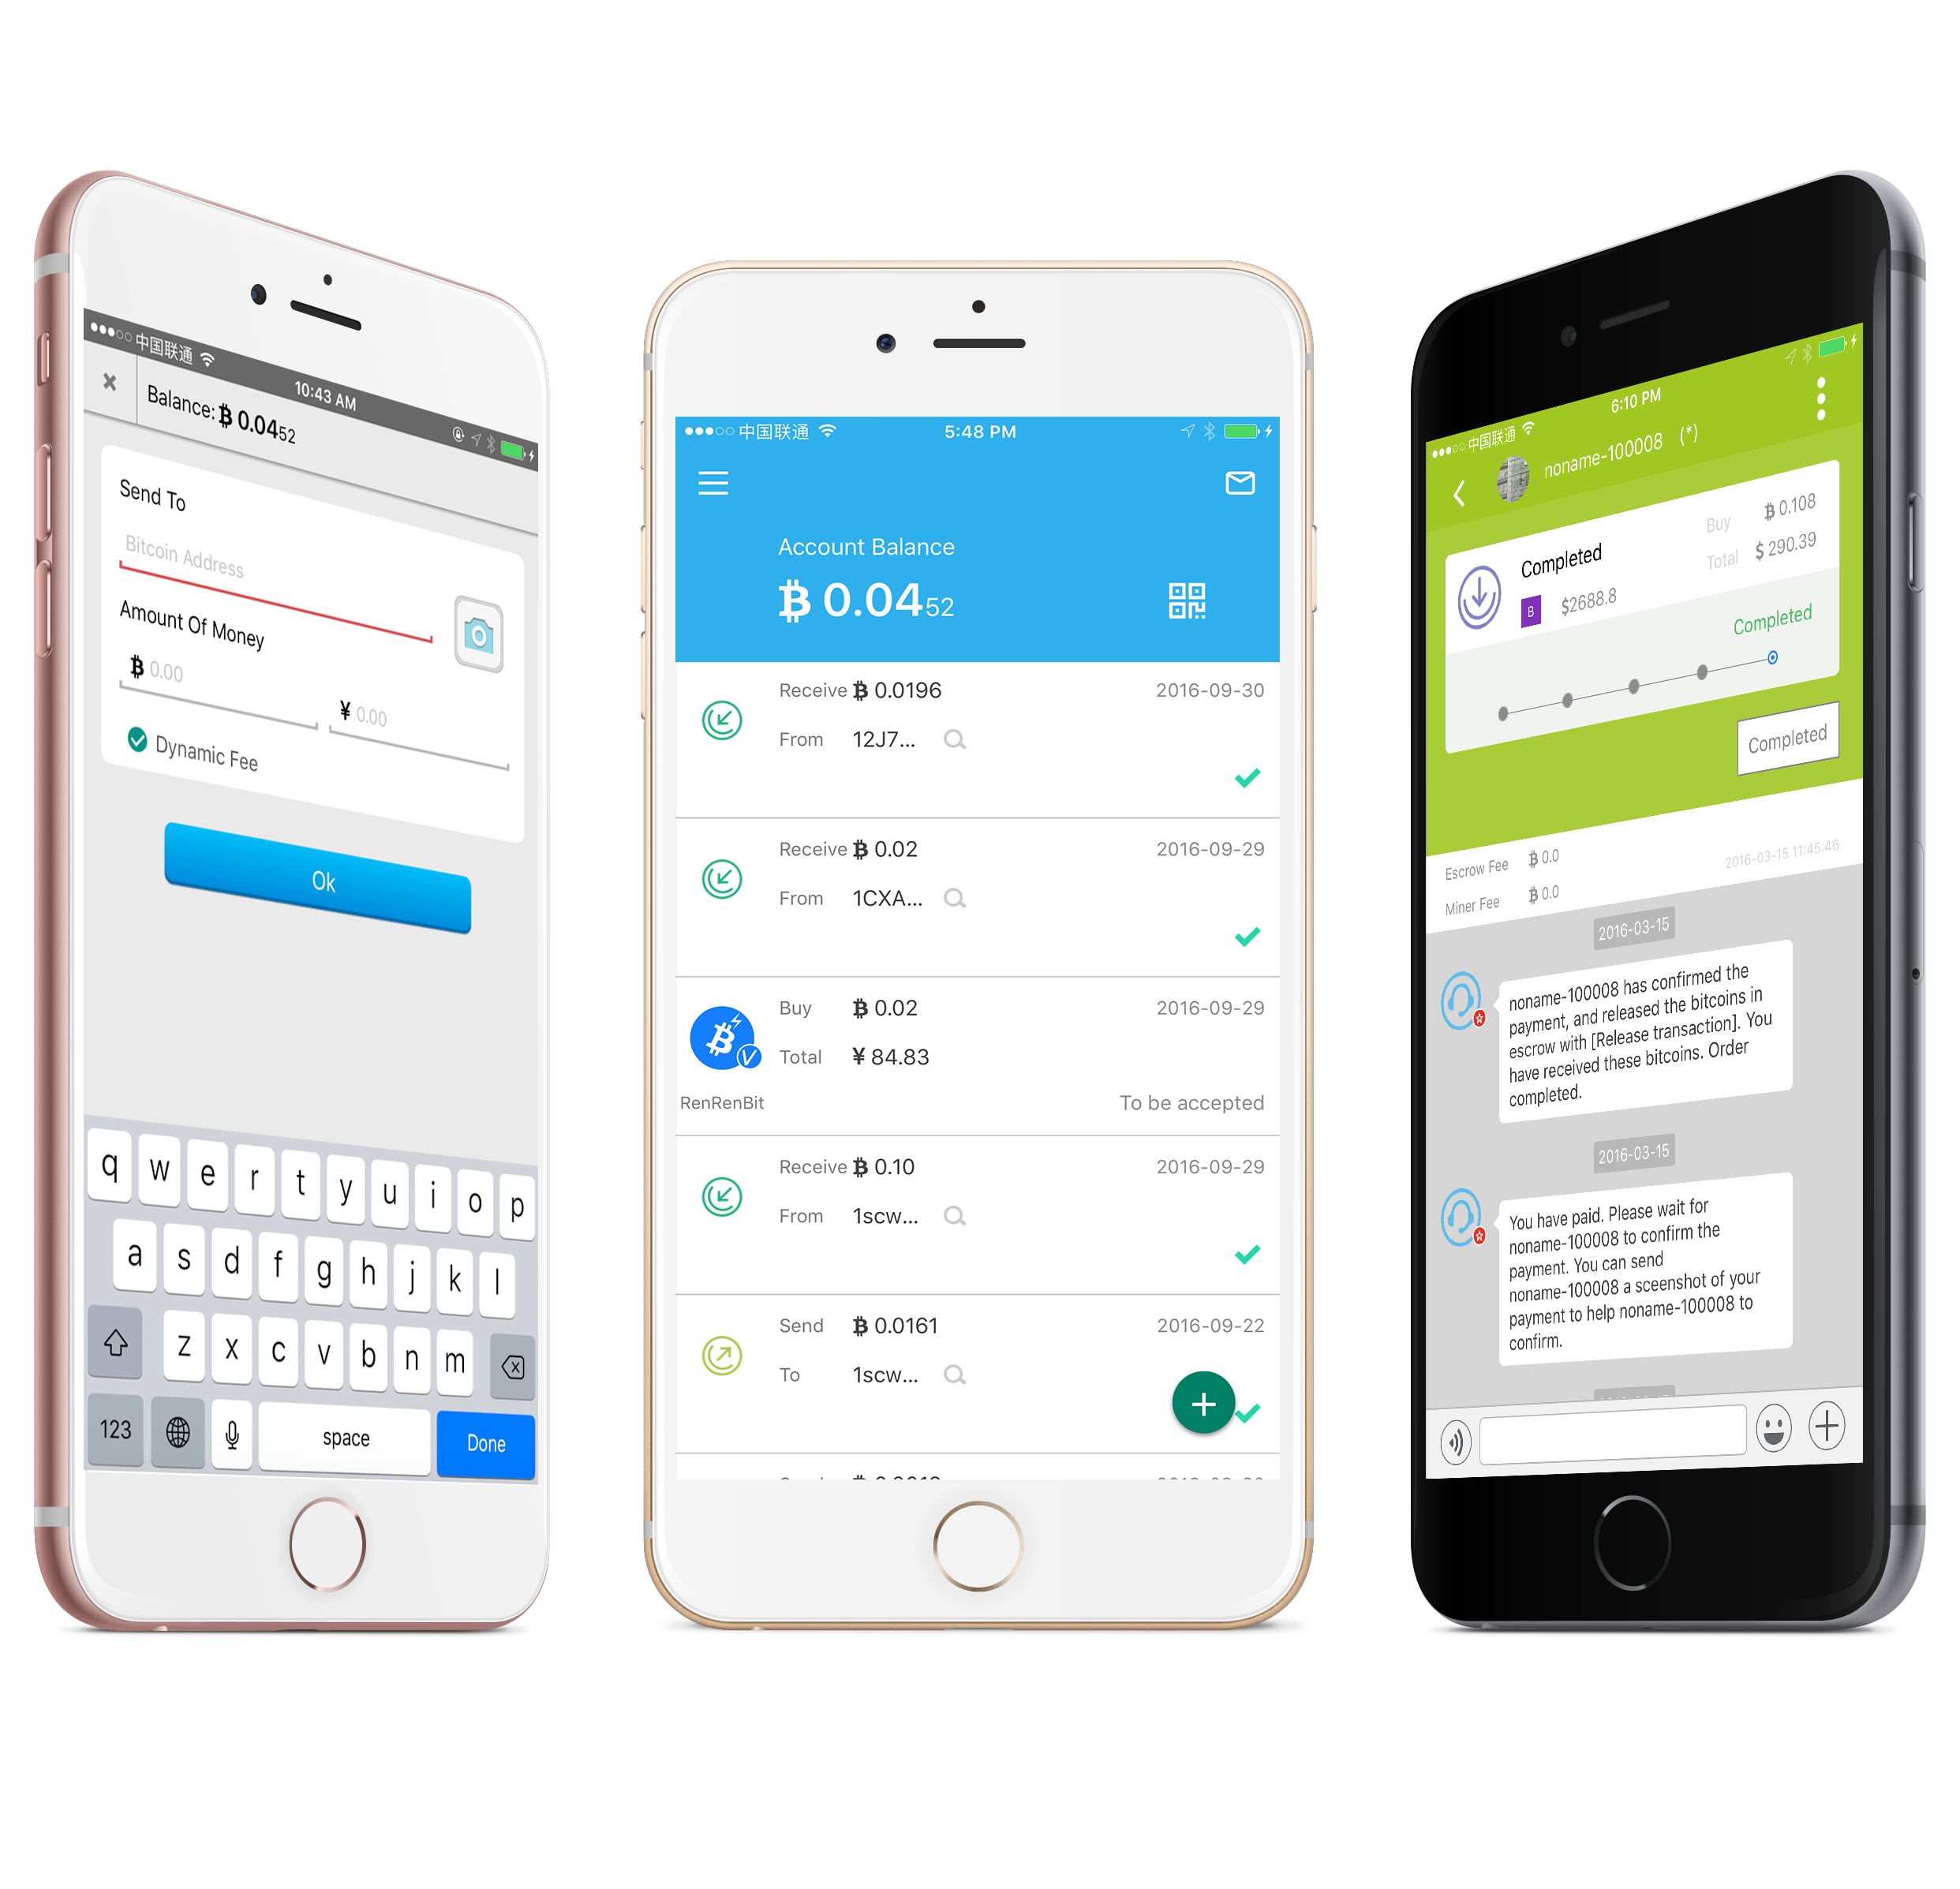 中国联通
10:43 AM
Balance: ₿ 0.0452
Send To
Bitcoin Address
Amount Of Money
₿ 0.00
¥ 0.00
Dynamic Fee
Ok
q w e r t y u i o p
a s d f g h j k l
z x c v b n m
123 space Done
中国联通 5:48 PM
Account Balance
₿ 0.0452
Receive ₿ 0.0196 2016-09-30
From 12J7...
Receive ₿ 0.02 2016-09-29
From 1CXA...
Buy ₿ 0.02 2016-09-29
Total ¥ 84.83
RenRenBit To be accepted
Receive ₿ 0.10 2016-09-29
From 1scw...
Send ₿ 0.0161 2016-09-22
To 1scw...
中国联通 6:10 PM
noname-100008 (*)
Completed Buy ₿ 0.108
B $2688.8 Total $ 290.39
Completed
Completed
Escrow Fee ₿ 0.0 2016-03-15 11:45:46
Miner Fee ₿ 0.0
2016-03-15
noname-100008 has confirmed the
payment, and released the bitcoins in
escrow with [Release transaction]. You
have received these bitcoins. Order
completed.
2016-03-15
You have paid. Please wait for
noname-100008 to confirm the
payment. You can send
noname-100008 a sceenshot of your
payment to help noname-100008 to
confirm.